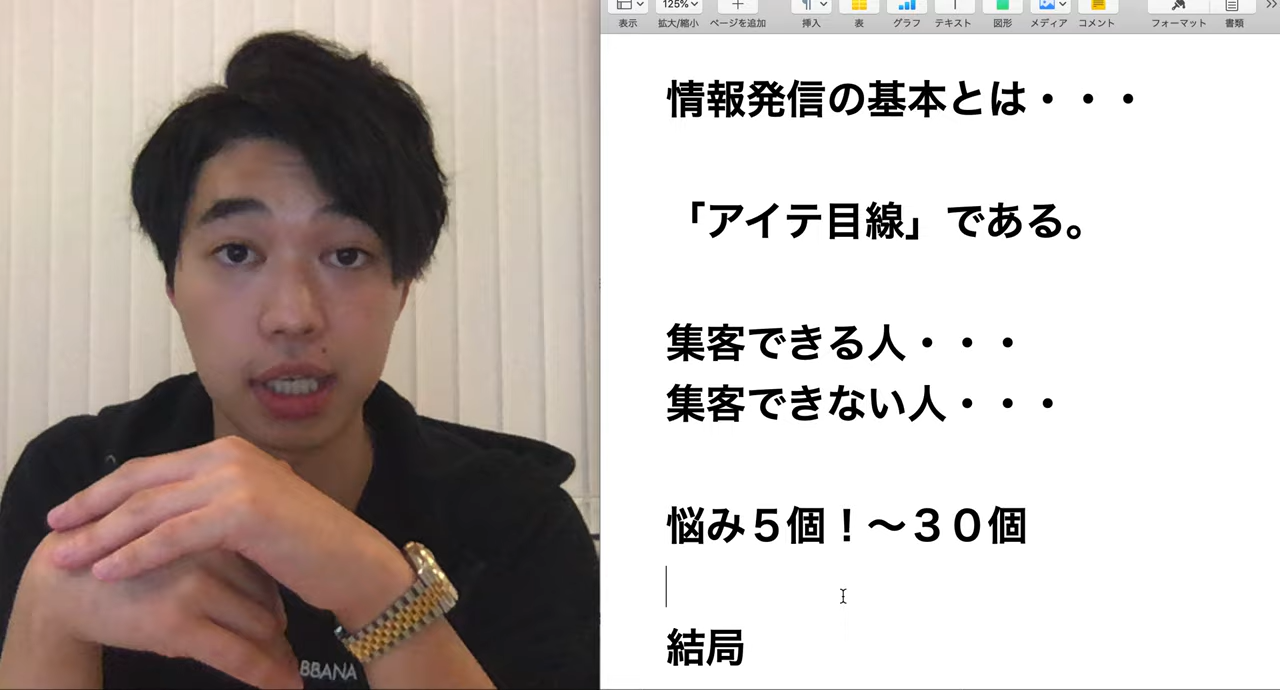 125%
表示
拡大/縮小
ページを追加
挿入
表
グラフ
テキスト
図形
メディア
コメント
フォーマット
書類
情報発信の基本とは・・・
「アイテ目線」である。
集客できる人・・・
集客できない人・・・
悩み５個！〜３０個
結局
BBANA